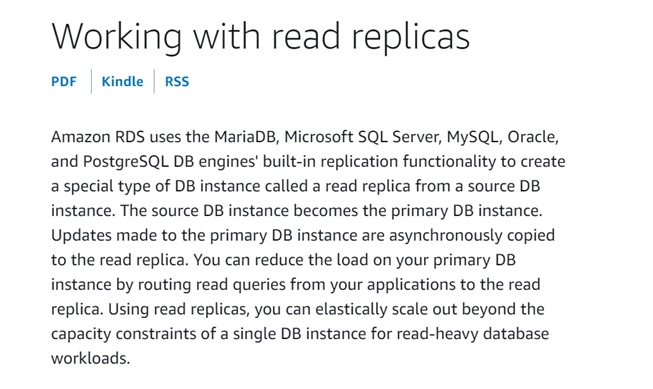 Working with read replicas
PDF | Kindle | RSS
Amazon RDS uses the MariaDB, Microsoft SQL Server, MySQL, Oracle,
and PostgreSQL DB engines' built-in replication functionality to create
a special type of DB instance called a read replica from a source DB
instance. The source DB instance becomes the primary DB instance.
Updates made to the primary DB instance are asynchronously copied
to the read replica. You can reduce the load on your primary DB
instance by routing read queries from your applications to the read
replica. Using read replicas, you can elastically scale out beyond the
capacity constraints of a single DB instance for read-heavy database
workloads.